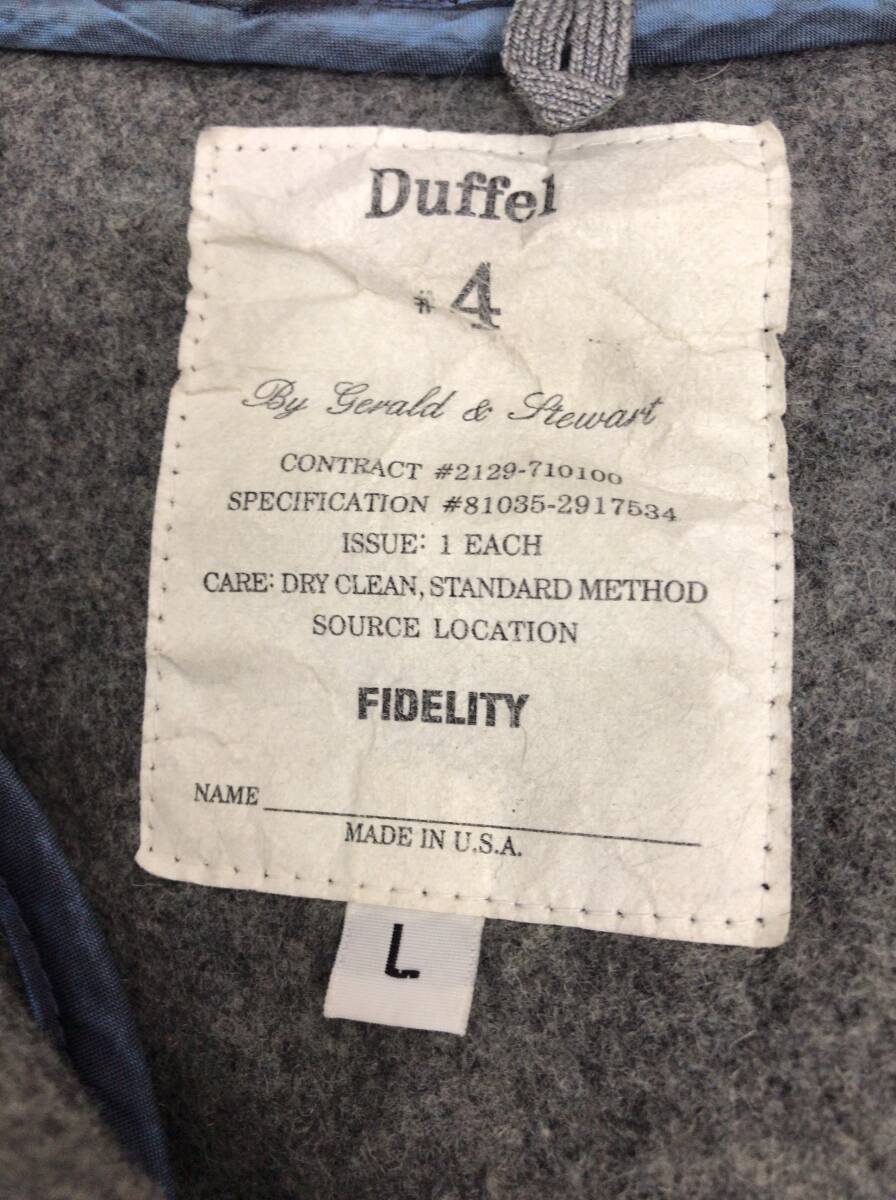 Duffel
# 4
By Gerald & Stewart
CONTRACT #2129-710100
SPECIFICATION #81035-2917534
ISSUE: 1 EACH
CARE: DRY CLEAN, STANDARD METHOD
SOURCE LOCATION
FIDELITY
NAME
MADE IN U.S.A.
L